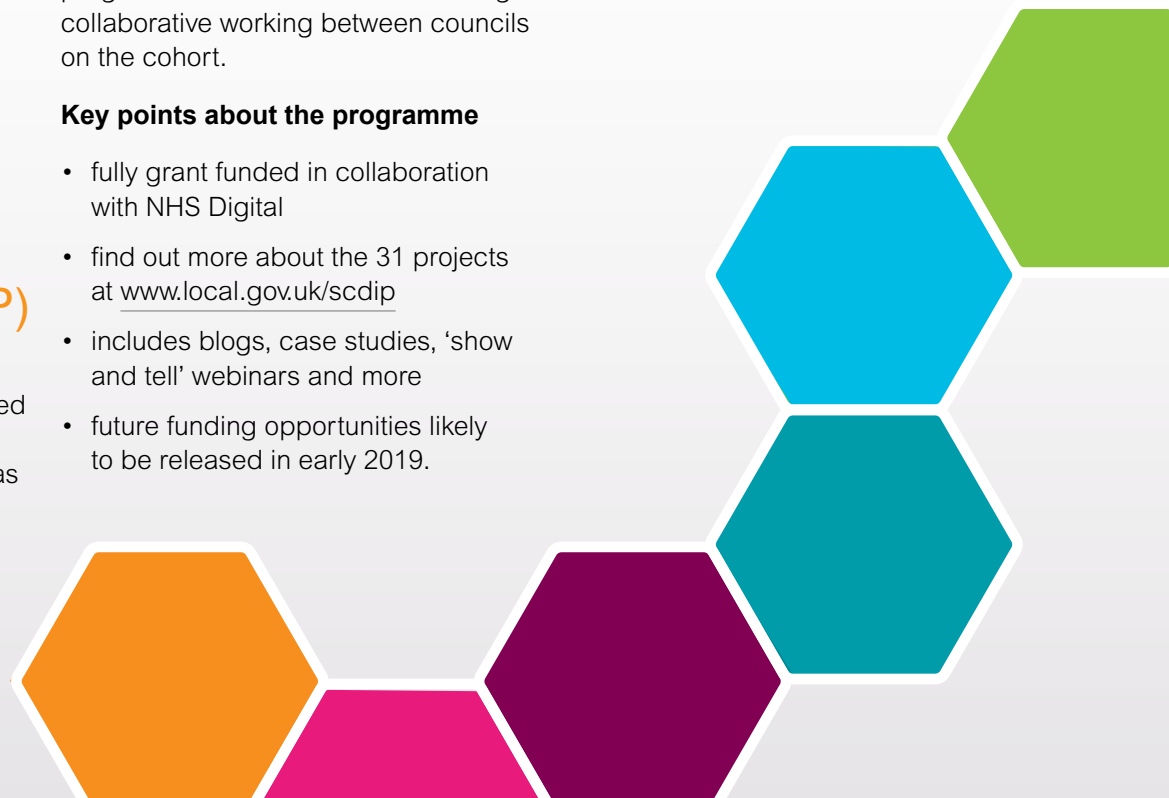 collaborative working between councils
on the cohort.
Key points about the programme
• fully grant funded in collaboration
with NHS Digital
• find out more about the 31 projects
at www.local.gov.uk/scdip
• includes blogs, case studies, ‘show
and tell’ webinars and more
• future funding opportunities likely
to be released in early 2019.
P)
ed
as